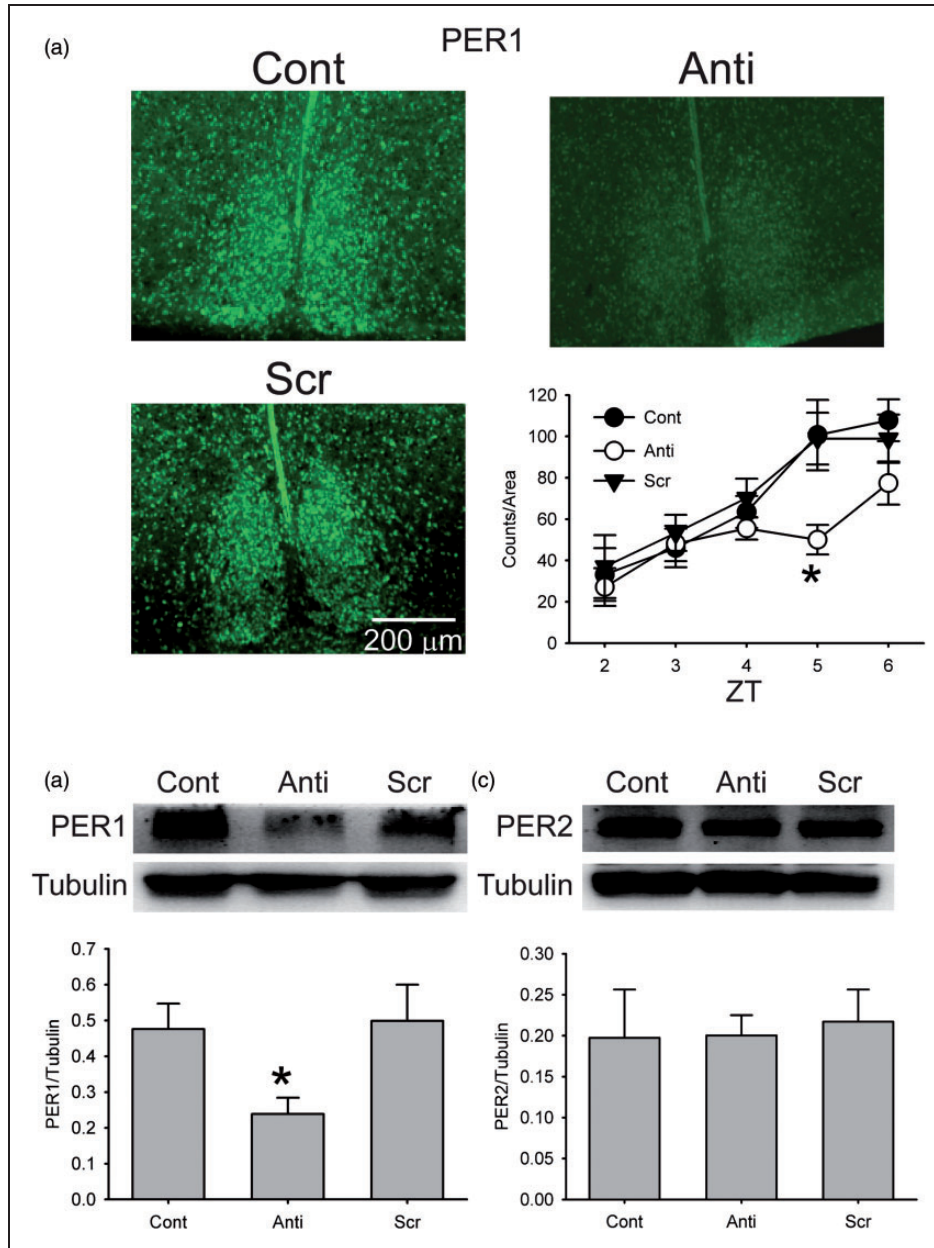 (a)
PER1
Cont
Anti
Scr
200 μm
Counts/Area
120
100
80
60
40
20
0
Cont
Anti
Scr
*
2 3 4 5 6
ZT
(a)
Cont Anti Scr
PER1
Tubulin
PER1/Tubulin
0.7
0.6
0.5
0.4
0.3
0.2
0.1
0.0
*
Cont Anti Scr
(c)
Cont Anti Scr
PER2
Tubulin
PER2/Tubulin
0.30
0.25
0.20
0.15
0.10
0.05
0.00
Cont Anti Scr